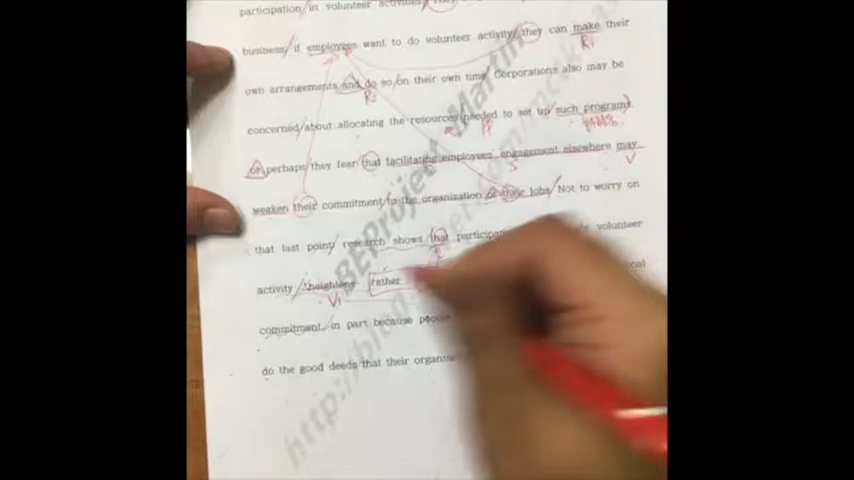 participation in volunteer activities
business if employees want to do volunteer activity they can make their
own arrangements and do so on their own time Corporations also may be
concerned about allocating the resources needed to set up such programs
or perhaps they fear that facilitating employees' engagement elsewhere may
weaken their commitment to the organization or their jobs Not to worry on
that last point research shows that volunteer
activity heightens rather
commitment in part because
do the good deeds that their
BEProject Martin
http://blog